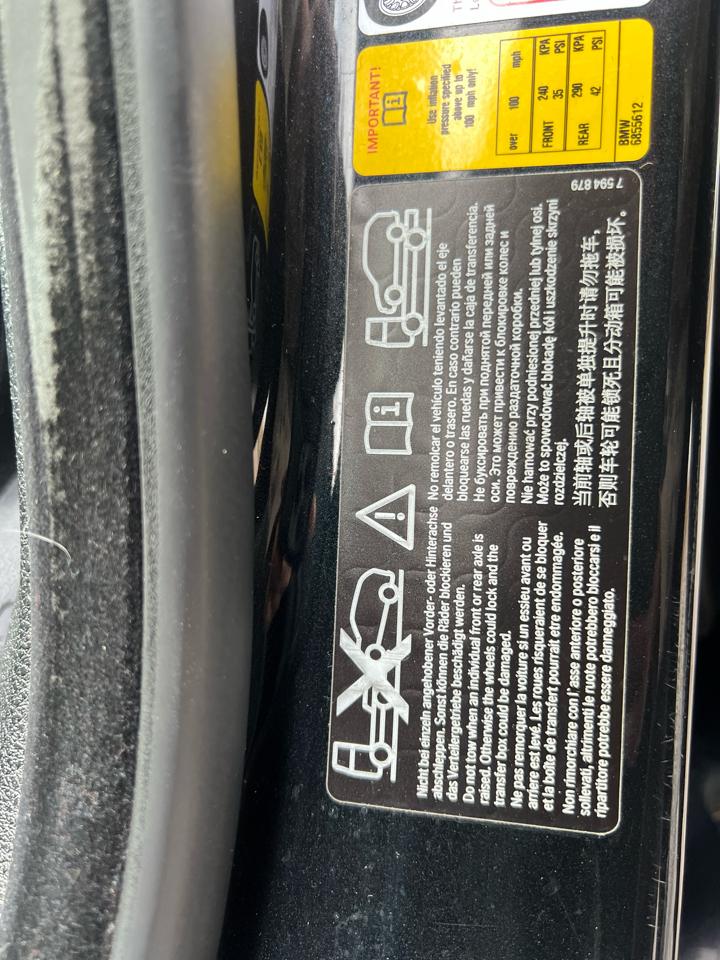 Nicht bei einzeln angehobener Vorder- oder Hinterachse
abschleppen. Sonst können die Räder blockieren und
das Verteilergetriebe beschädigt werden.
Do not tow when an individual front or rear axle is
raised. Otherwise the wheels could lock and the
transfer box could be damaged.
Ne pas remorquer la voiture si un essieu avant ou
arrière est levé. Les roues risqueraient de se bloquer
et la boîte de transfert pourrait etre endommagée.
Non rimorchiare con l'asse anteriore o posteriore
sollevati, altrimenti le ruote potrebbero bloccarsi e il
ripartitore potrebbe essere danneggiato.
No remolcar el vehículo teniendo levantado el eje
delantero o trasero. En caso contrario pueden
bloquearse las ruedas y dañarse la caja de transferencia.
Не буксировать при поднятой передней или задней
оси. Это может привести к блокировке колес и
повреждению раздаточной коробки.
Nie hamować przy podniesionej przedniej lub tylnej osi.
Może to spowodować blokadę kół i uszkodzenie skrzyni
rozdzielczej.
当前轴或后轴被单独提升时请勿拖车,
否则车轮可能锁死且分动箱可能被损坏。
7 594 879
IMPORTANT!
Use inflation
pressure specified
above up to
100 mph only!
over 100 mph
FRONT 240 KPA
35 PSI
REAR 290 KPA
42 PSI
BMW
6855612